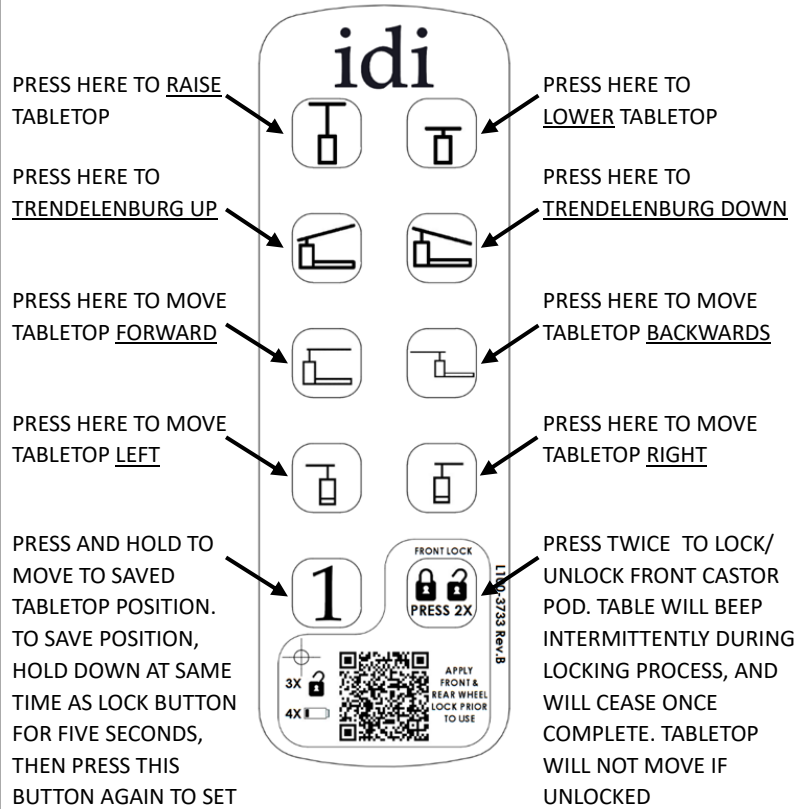 idi
PRESS HERE TO RAISE
TABLETOP
PRESS HERE TO
LOWER TABLETOP
PRESS HERE TO
TRENDELENBURG UP
PRESS HERE TO
TRENDELENBURG DOWN
PRESS HERE TO MOVE
TABLETOP FORWARD
PRESS HERE TO MOVE
TABLETOP BACKWARDS
PRESS HERE TO MOVE
TABLETOP LEFT
PRESS HERE TO MOVE
TABLETOP RIGHT
PRESS AND HOLD TO
MOVE TO SAVED
TABLETOP POSITION.
TO SAVE POSITION,
HOLD DOWN AT SAME
TIME AS LOCK BUTTON
FOR FIVE SECONDS,
THEN PRESS THIS
BUTTON AGAIN TO SET
1
FRONT LOCK
PRESS 2X
L100-3733 Rev.B
3X
4X
APPLY
FRONT &
REAR WHEEL
LOCK PRIOR
TO USE
PRESS TWICE TO LOCK/
UNLOCK FRONT CASTOR
POD. TABLE WILL BEEP
INTERMITTENTLY DURING
LOCKING PROCESS, AND
WILL CEASE ONCE
COMPLETE. TABLETOP
WILL NOT MOVE IF
UNLOCKED